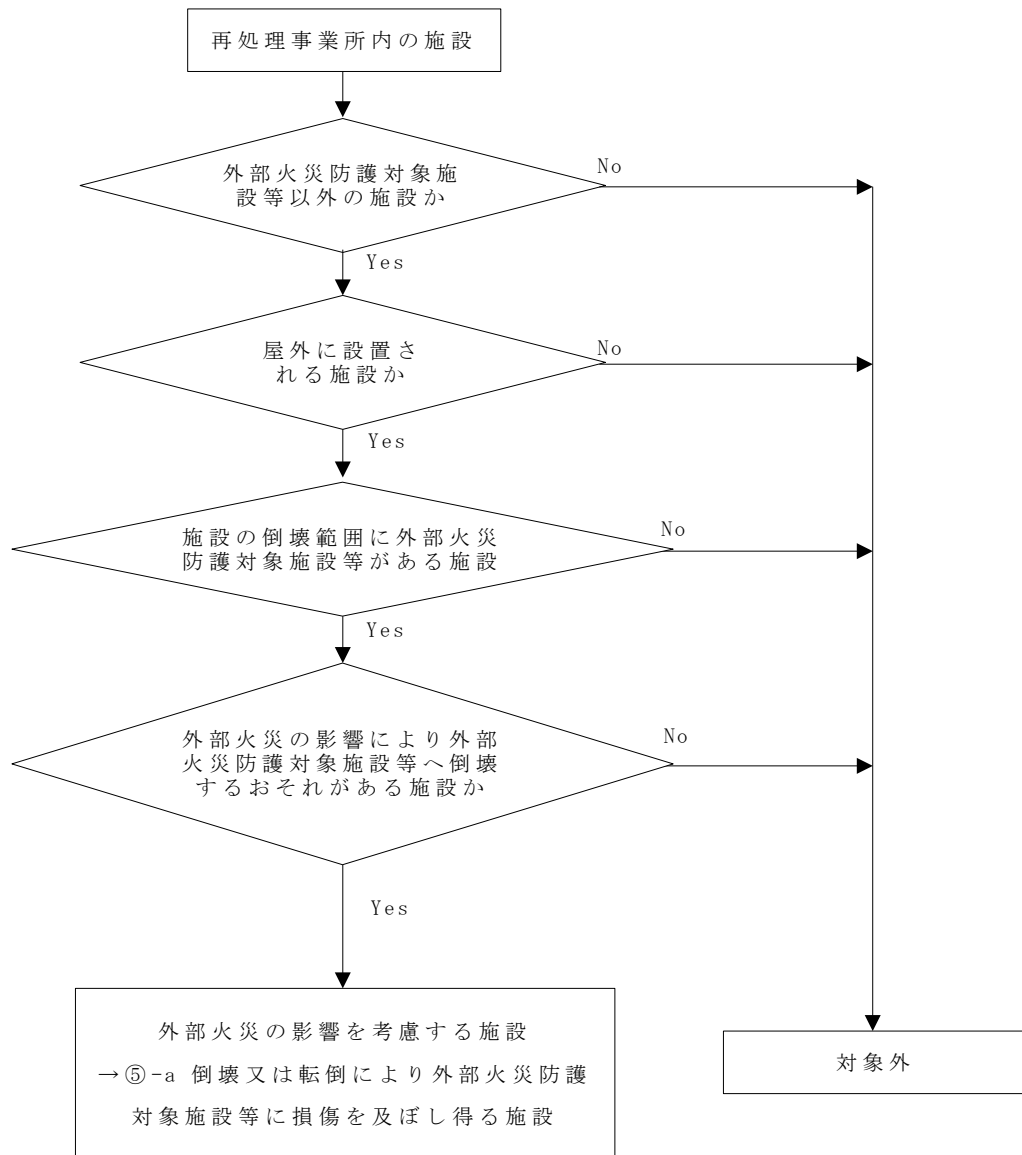 再処理事業所内の施設
外部火災防護対象施
設等以外の施設か
No
Yes
屋外に設置さ
れる施設か
No
Yes
施設の倒壊範囲に外部火災
防護対象施設等がある施設
No
Yes
外部火災の影響により外部
火災防護対象施設等へ倒壊
するおそれがある施設か
No
Yes
外部火災の影響を考慮する施設
→⑤-a 倒壊又は転倒により外部火災防護
対象施設等に損傷を及ぼし得る施設
対象外